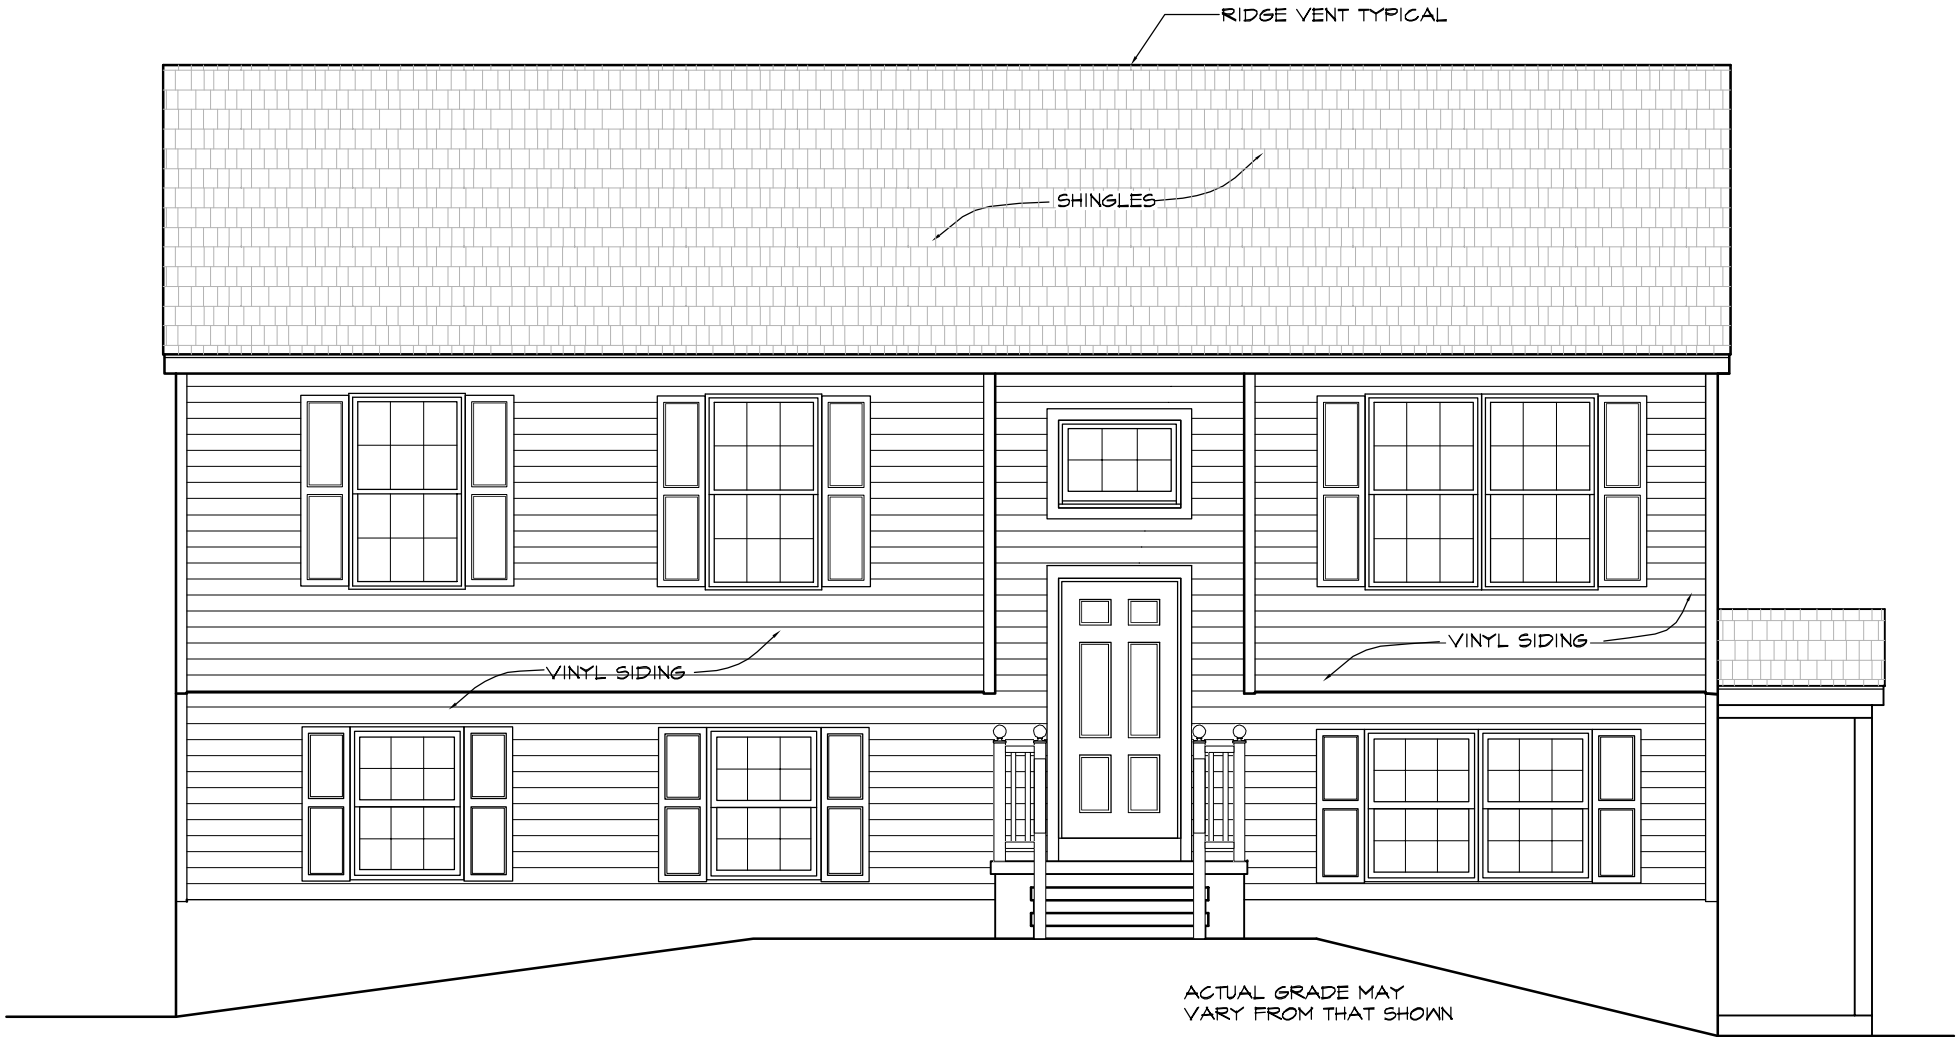 RIDGE VENT TYPICAL
SHINGLES
VINYL SIDING
VINYL SIDING
ACTUAL GRADE MAY
VARY FROM THAT SHOWN